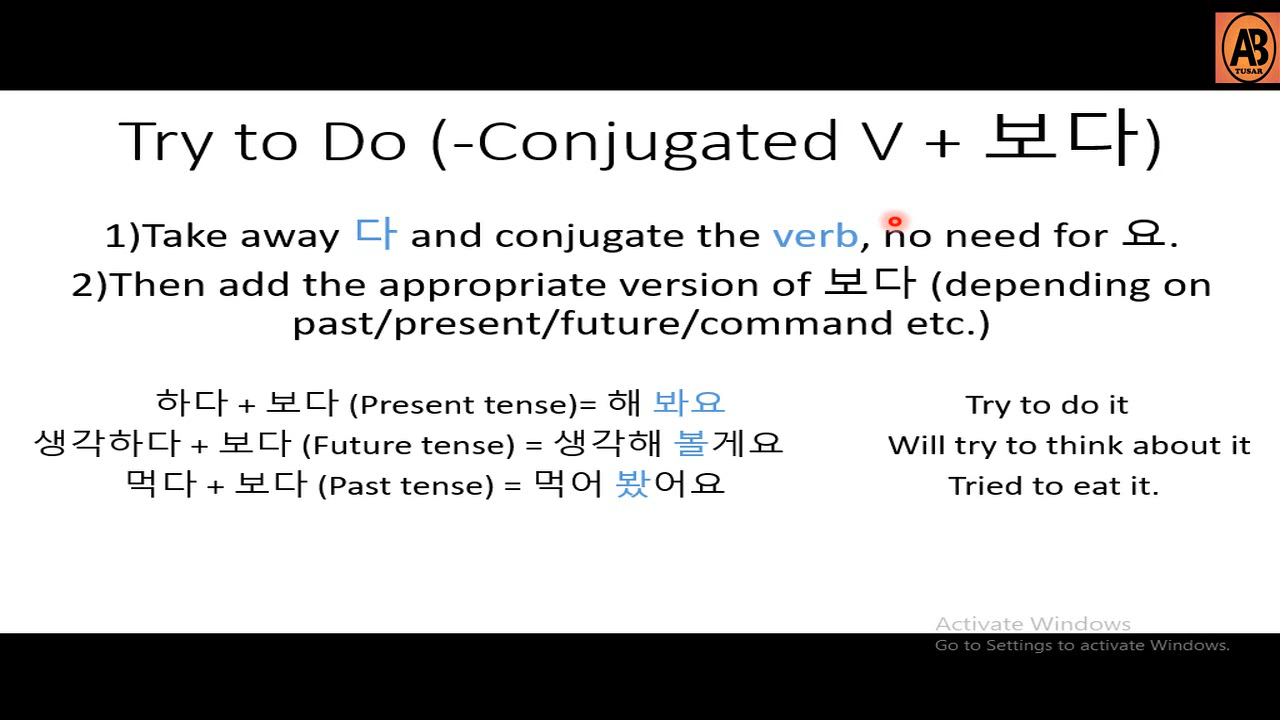 AB
TUSAR
Try to Do (-Conjugated V + 보다)
1)Take away 다 and conjugate the verb, no need for 요.
2)Then add the appropriate version of 보다 (depending on
past/present/future/command etc.)
하다 + 보다 (Present tense)= 해 봐요 Try to do it
생각하다 + 보다 (Future tense) = 생각해 볼게요 Will try to think about it
먹다 + 보다 (Past tense) = 먹어 봤어요 Tried to eat it.
Activate Windows
Go to Settings to activate Windows.